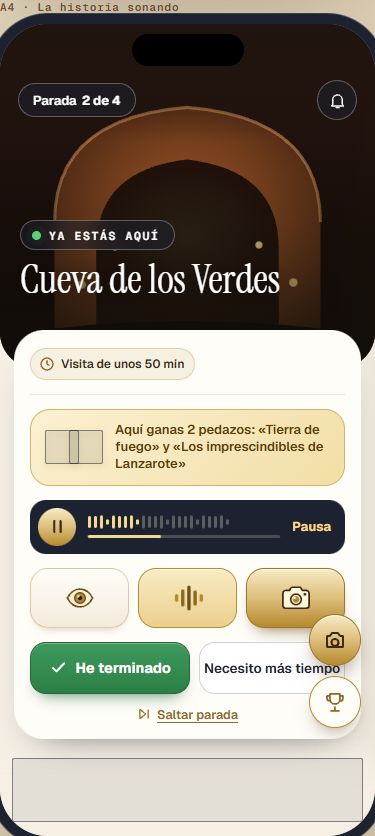 A4 · La historia sonando
Parada 2 de 4
YA ESTÁS AQUÍ
Cueva de los Verdes
Visita de unos 50 min
Aquí ganas 2 pedazos: «Tierra de
fuego» y «Los imprescindibles de
Lanzarote»
Pausa
He terminado
Necesito más tiempo
Saltar parada